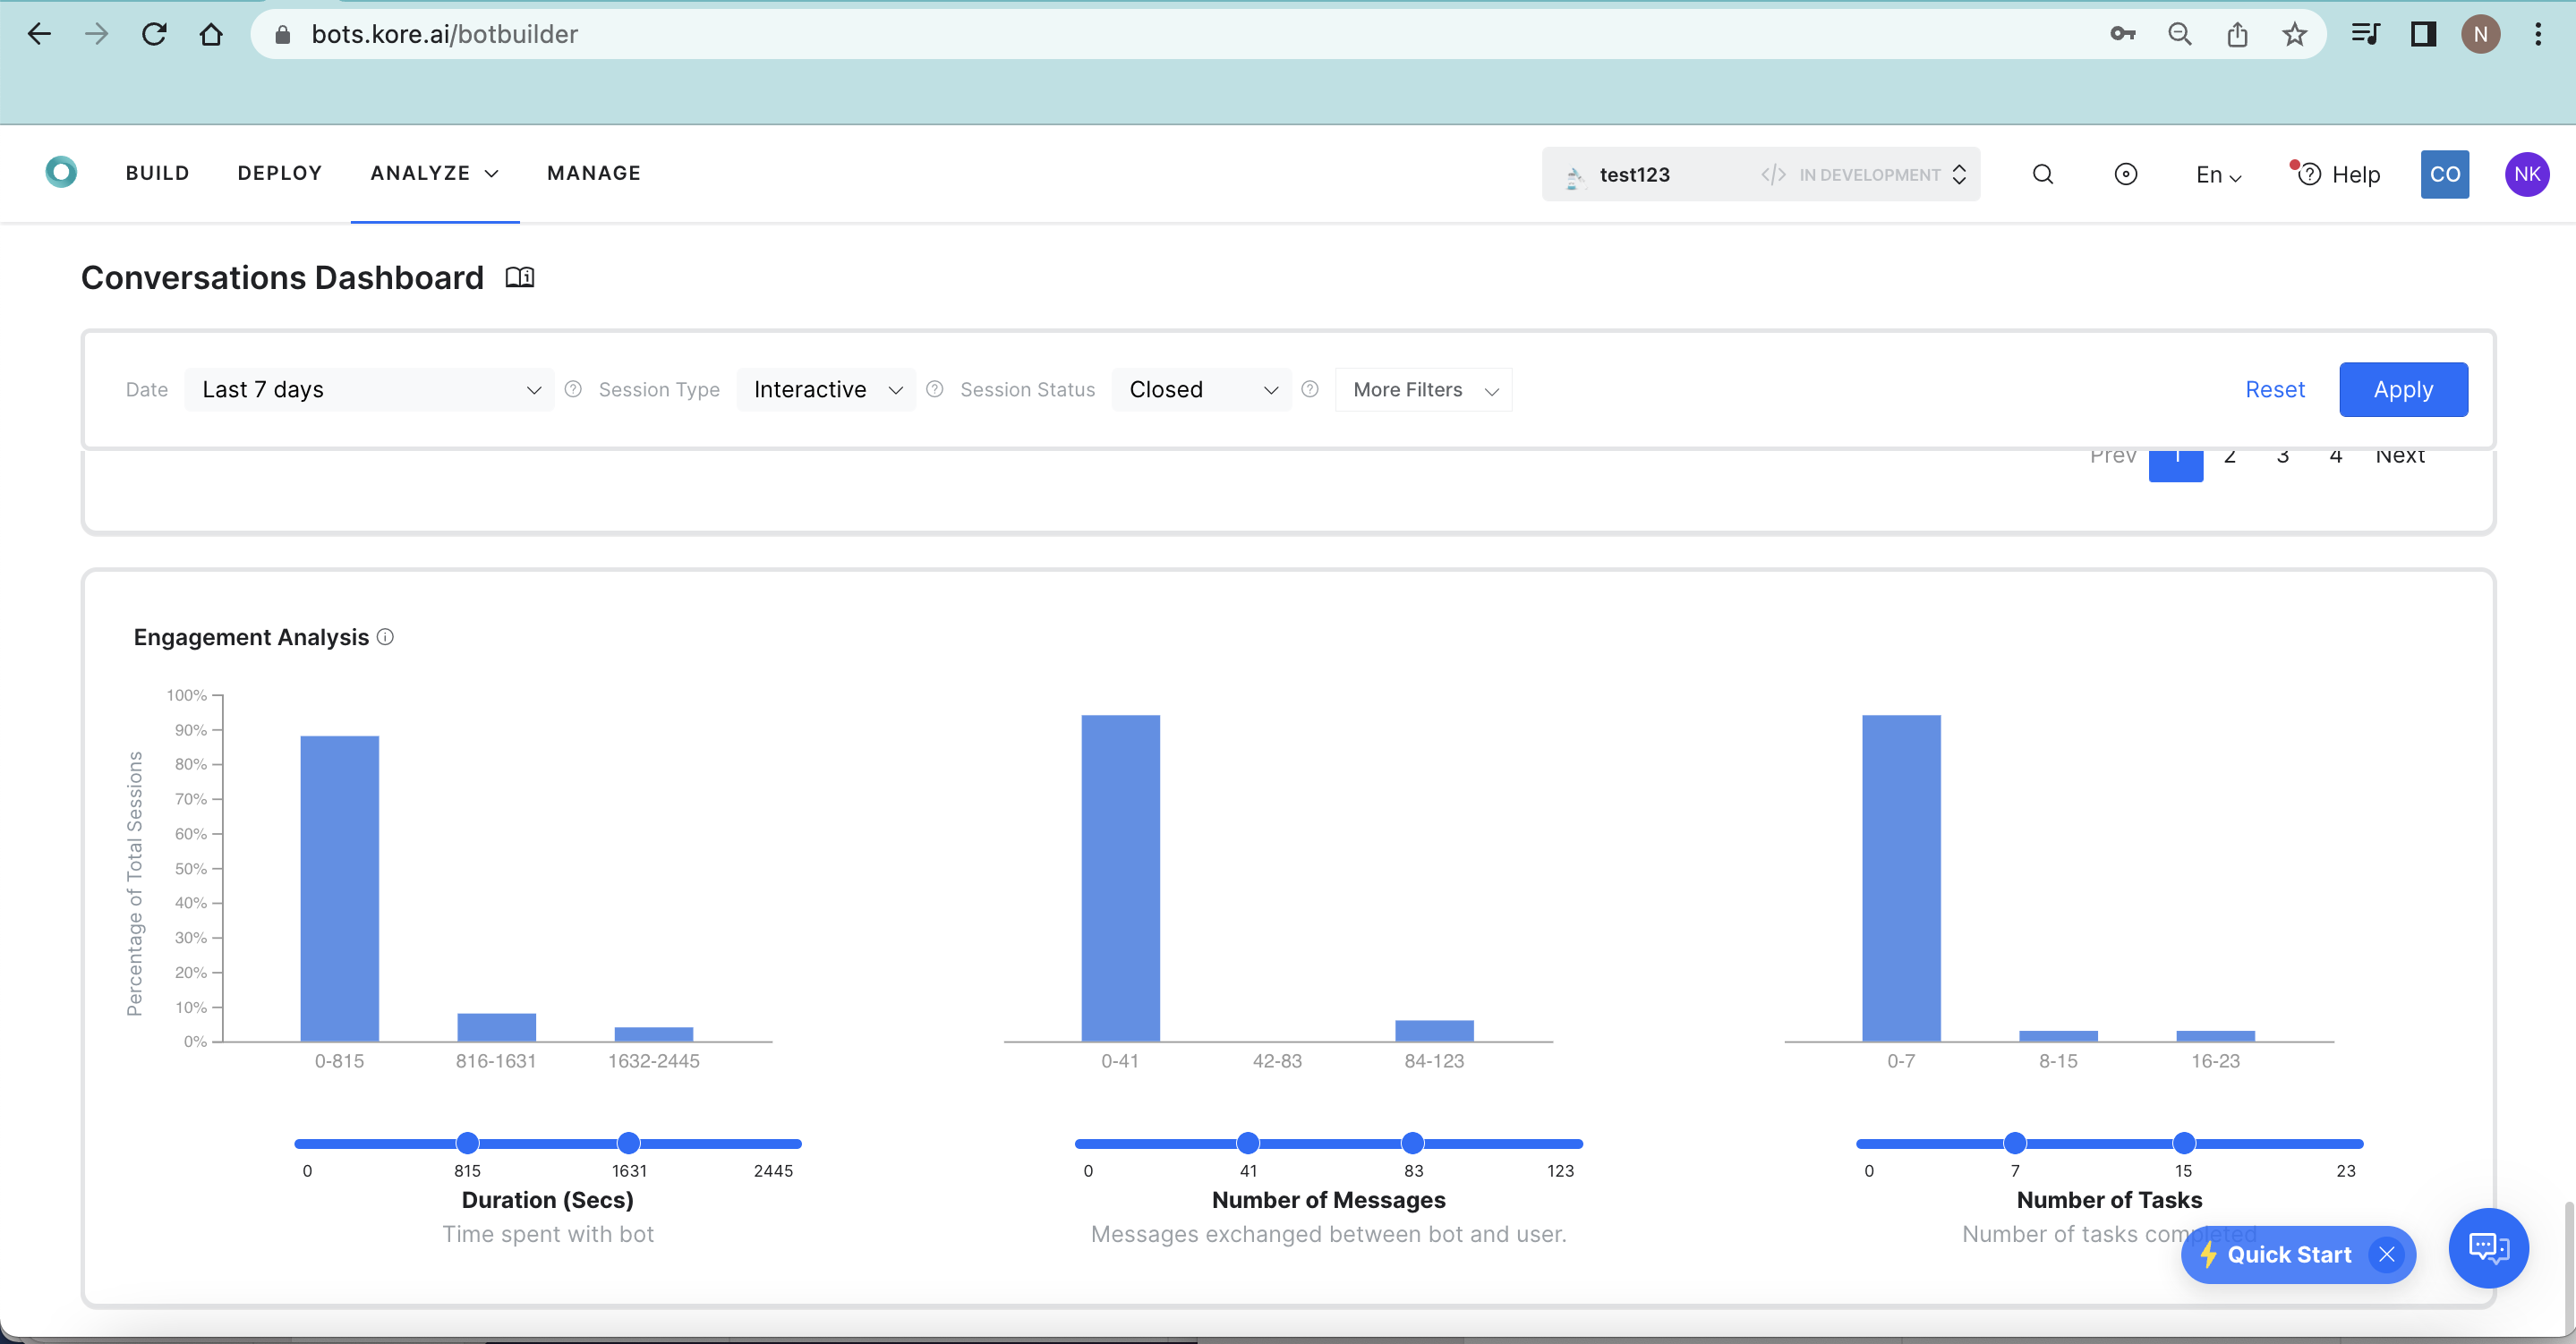 bots.kore.ai/botbuilder
N
BUILD DEPLOY ANALYZE MANAGE
test123 </> IN DEVELOPMENT
En
? Help
CO
NK
Conversations Dashboard
Date Last 7 days ? Session Type Interactive ? Session Status Closed ? More Filters Reset Apply
Prev 1 2 3 4 Next
Engagement Analysis
Percentage of Total Sessions
100%
90%
80%
70%
60%
50%
40%
30%
20%
10%
0%
0-815 816-1631 1632-2445
0 815 1631 2445
Duration (Secs)
Time spent with bot
0-41 42-83 84-123
0 41 83 123
Number of Messages
Messages exchanged between bot and user.
0-7 8-15 16-23
0 7 15 23
Number of Tasks
Number of tasks completed
Quick Start